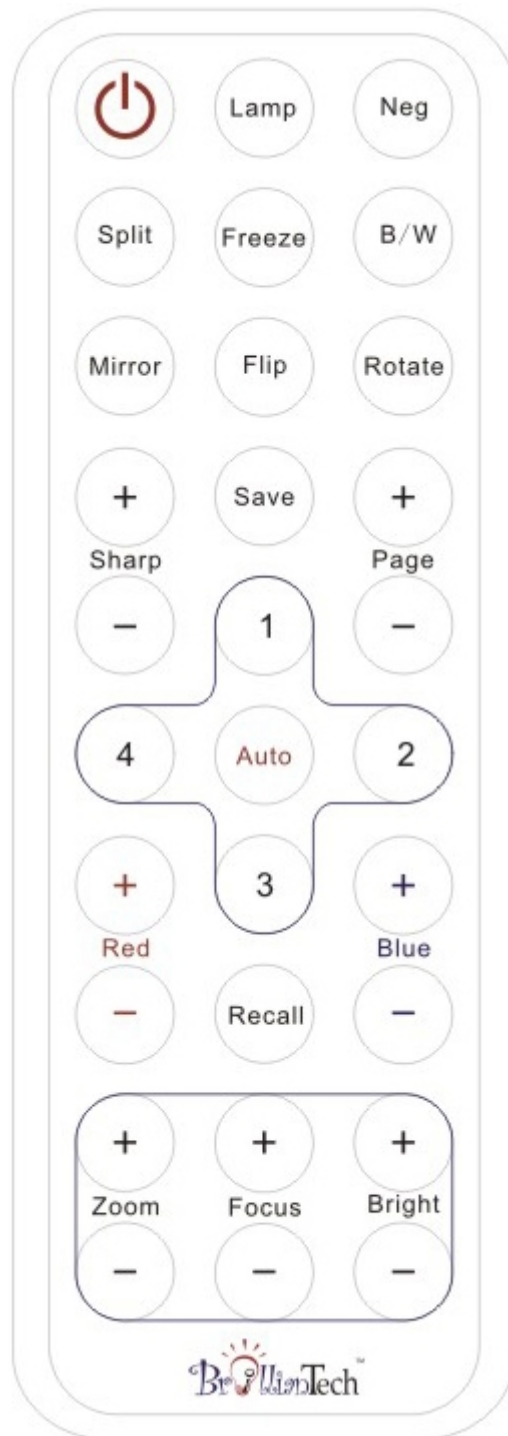 Lamp Neg
Split Freeze B/W
Mirror Flip Rotate
+ Save +
Sharp Page
- 1 -
4 Auto 2
+ 3 +
Red Blue
- Recall -
+ + +
Zoom Focus Bright
- - -
BrillianTech™